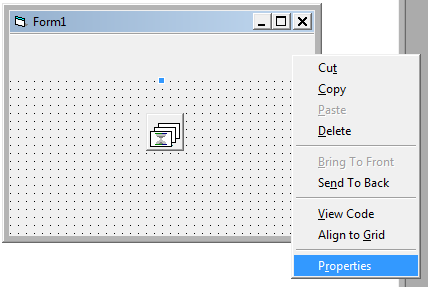 Form1
Cut
Copy
Paste
Delete
Bring To Front
Send To Back
View Code
Align to Grid
Properties